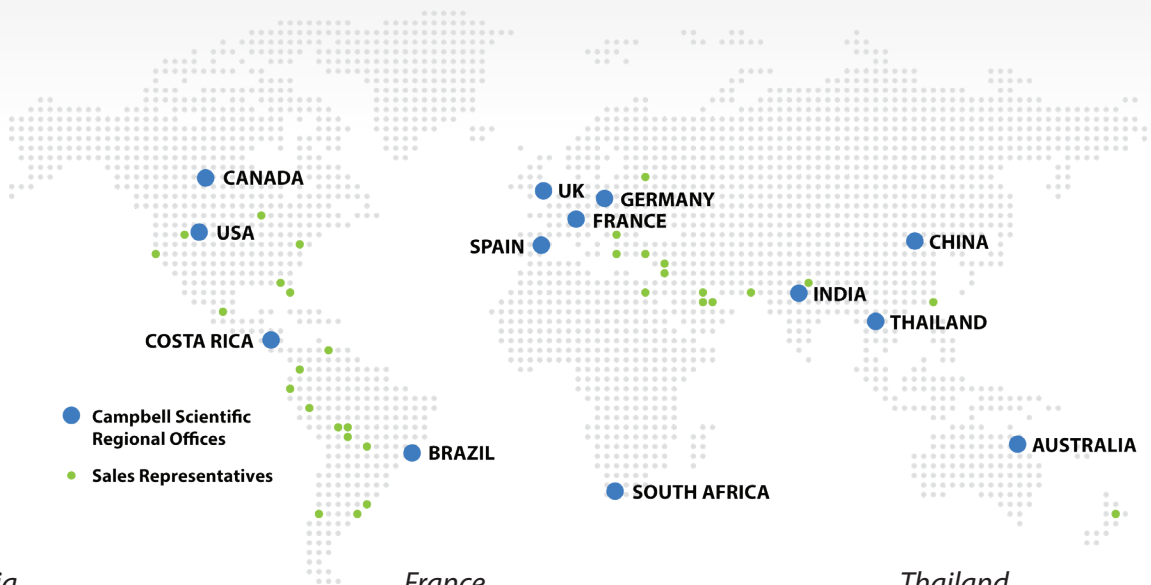 CANADA
UK
GERMANY
FRANCE
USA
SPAIN
CHINA
INDIA
THAILAND
COSTA RICA
Campbell Scientific
Regional Offices
Sales Representatives
BRAZIL
AUSTRALIA
SOUTH AFRICA
France
Thailand